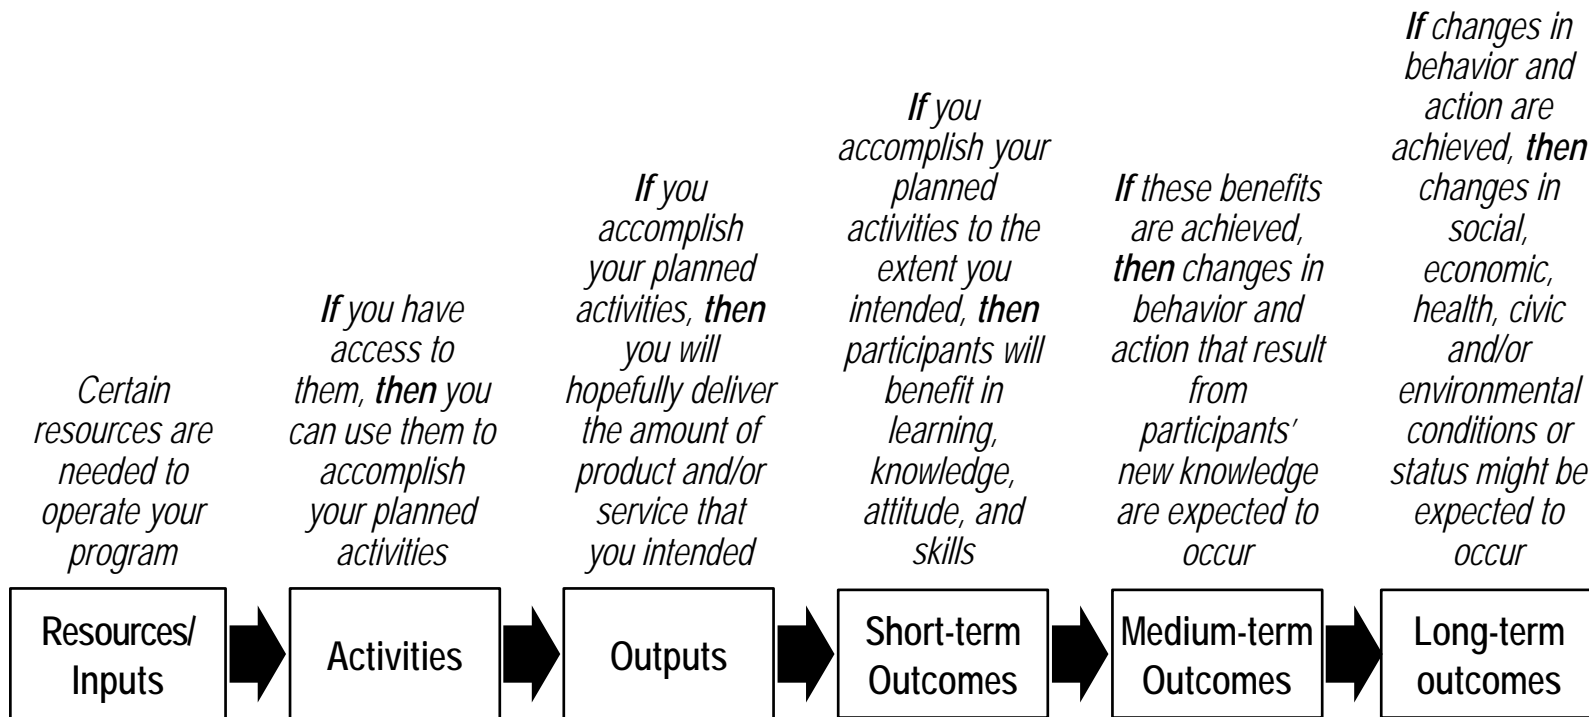 Certain
resources are
needed to
operate your
program
If you have
access to
them, then you
can use them to
accomplish
your planned
activities
If you
accomplish
your planned
activities, then
you will
hopefully deliver
the amount of
product and/or
service that
you intended
If you
accomplish your
planned
activities to the
extent you
intended, then
participants will
benefit in
learning,
knowledge,
attitude, and
skills
If these benefits
are achieved,
then changes in
behavior and
action that result
from
participants’
new knowledge
are expected to
occur
If changes in
behavior and
action are
achieved, then
changes in
social,
economic,
health, civic
and/or
environmental
conditions or
status might be
expected to
occur
Resources/
Inputs
Activities
Outputs
Short-term
Outcomes
Medium-term
Outcomes
Long-term
outcomes